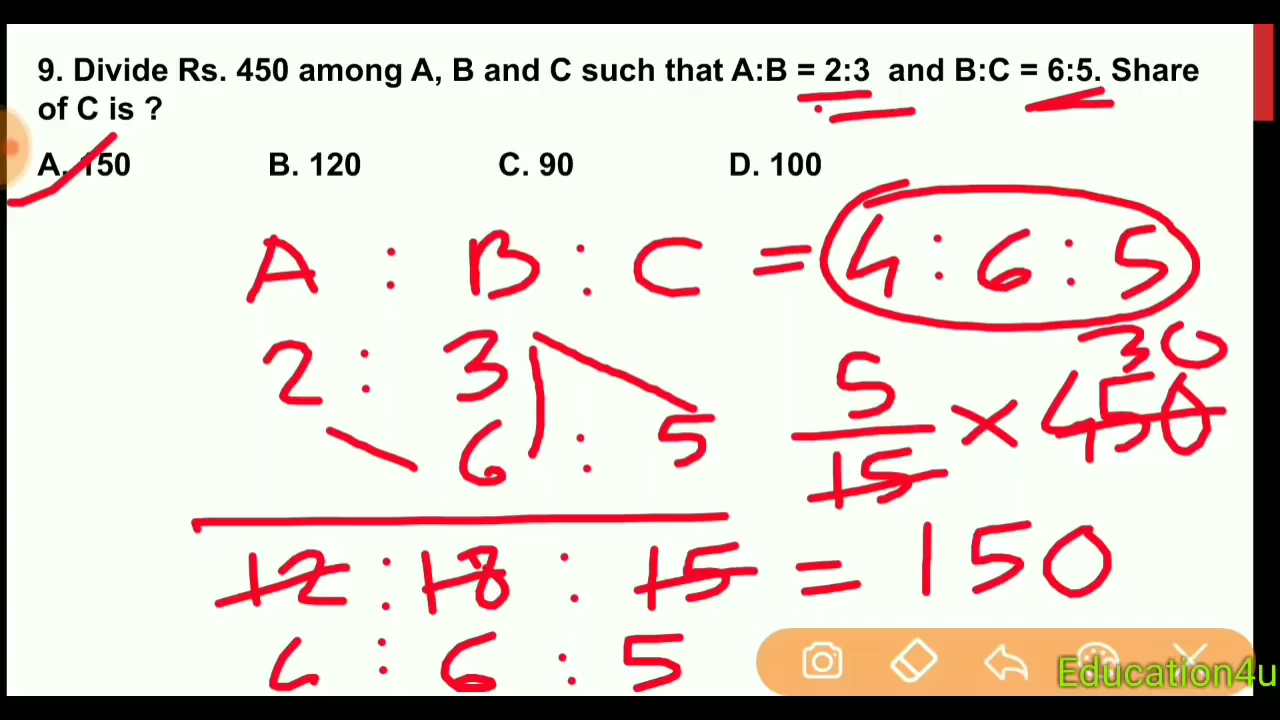 9. Divide Rs. 450 among A, B and C such that A:B = 2:3 and B:C = 6:5. Share
of C is ?
A. 150 B. 120 C. 90 D. 100
A : B : C = 4 : 6 : 5
2 : 3
6 : 5
5/15 × 450
30
12 : 18 : 15 = 150
: 6 : 5
Education4u